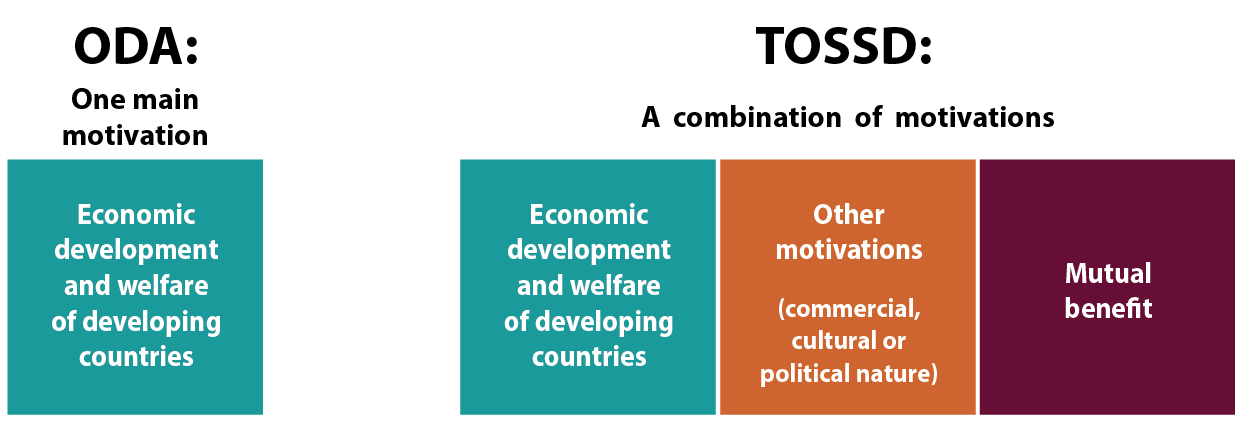 ODA:
One main
motivation
Economic
development
and welfare
of developing
countries
TOSSD:
A combination of motivations
Economic
development
and welfare
of developing
countries
Other
motivations
(commercial,
cultural or
political nature)
Mutual
benefit